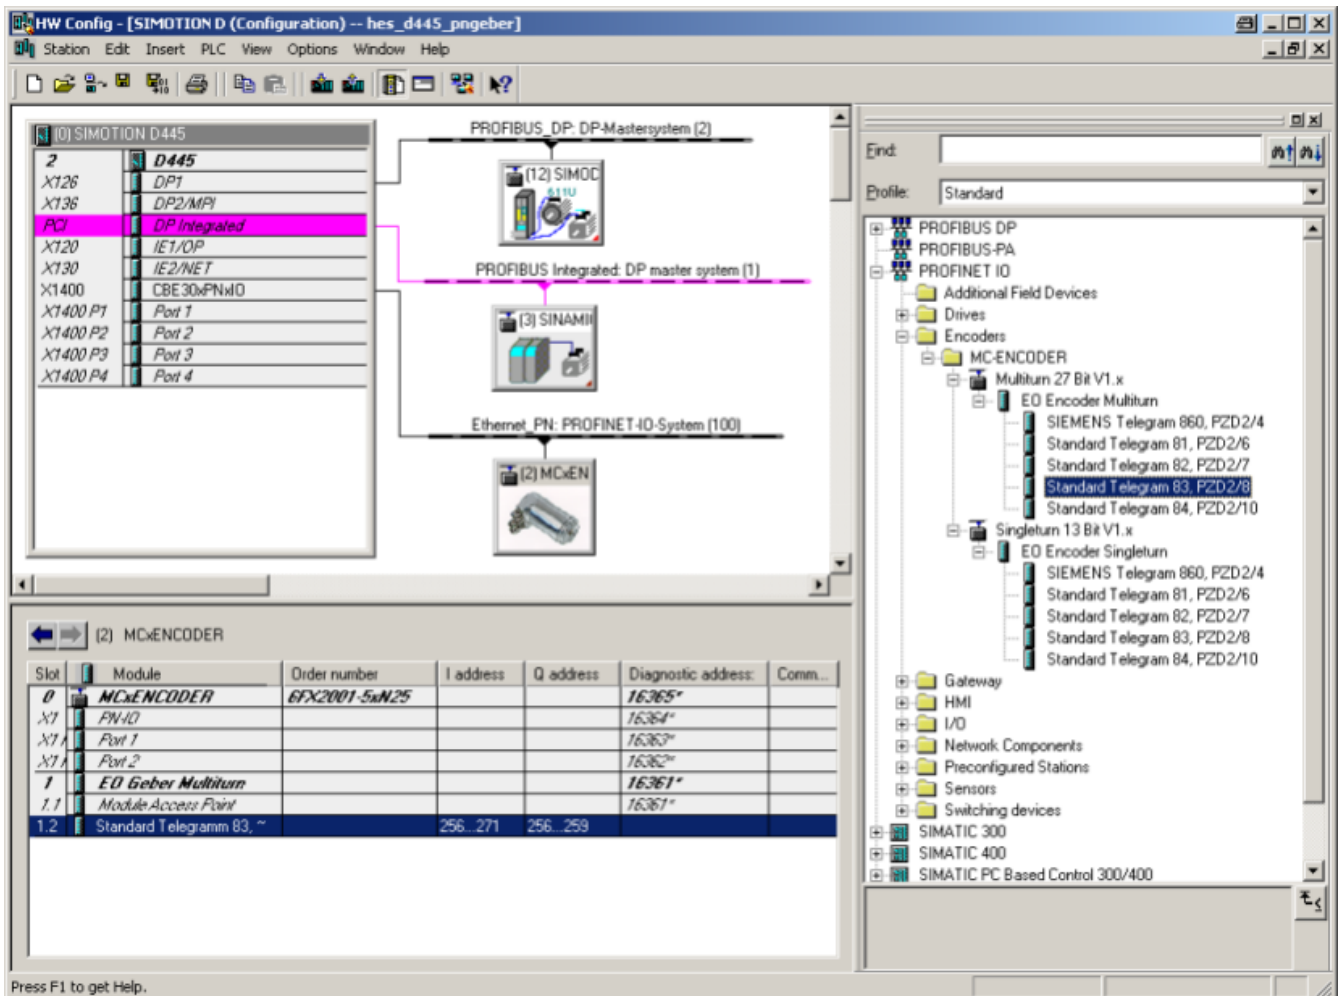 HW Config - [SIMOTION D (Configuration) -- hes_d445_pngeber]
Station Edit Insert PLC View Options Window Help
(0) SIMOTION D445
2 D445
X126 DP1
X136 DP2/MPI
PCI DP Integrated
X120 IE1/OP
X130 IE2/NET
X1400 CBE30xPNxIO
X1400 P1 Port 1
X1400 P2 Port 2
X1400 P3 Port 3
X1400 P4 Port 4
PROFIBUS_DP: DP-Mastersystem (2)
(12) SIMOD
611U
PROFIBUS Integrated: DP master system (1)
(3) SINAMI
Ethernet_PN: PROFINET-IO-System (100)
(2) MCxEN
Find:
Profile: Standard
PROFIBUS DP
PROFIBUS-PA
PROFINET IO
Additional Field Devices
Drives
Encoders
MC-ENCODER
Multiturn 27 Bit V1.x
EO Encoder Multiturn
SIEMENS Telegram 860, PZD2/4
Standard Telegram 81, PZD2/6
Standard Telegram 82, PZD2/7
Standard Telegram 83, PZD2/8
Standard Telegram 84, PZD2/10
Singleturn 13 Bit V1.x
EO Encoder Singleturn
SIEMENS Telegram 860, PZD2/4
Standard Telegram 81, PZD2/6
Standard Telegram 82, PZD2/7
Standard Telegram 83, PZD2/8
Standard Telegram 84, PZD2/10
Gateway
HMI
I/O
Network Components
Preconfigured Stations
Sensors
Switching devices
SIMATIC 300
SIMATIC 400
SIMATIC PC Based Control 300/400
(2) MCxENCODER
Slot Module Order number I address Q address Diagnostic address: Comm...
0 MCxENCODER 6FX2001-5xN25 16365*
X1 PN-IO 16364*
X1 Port 1 16363*
X1 Port 2 16362*
1 EO Geber Multiturn 16361*
1.1 Module Access Point 16361*
1.2 Standard Telegramm 83, ~ 256...271 256...259
Press F1 to get Help.